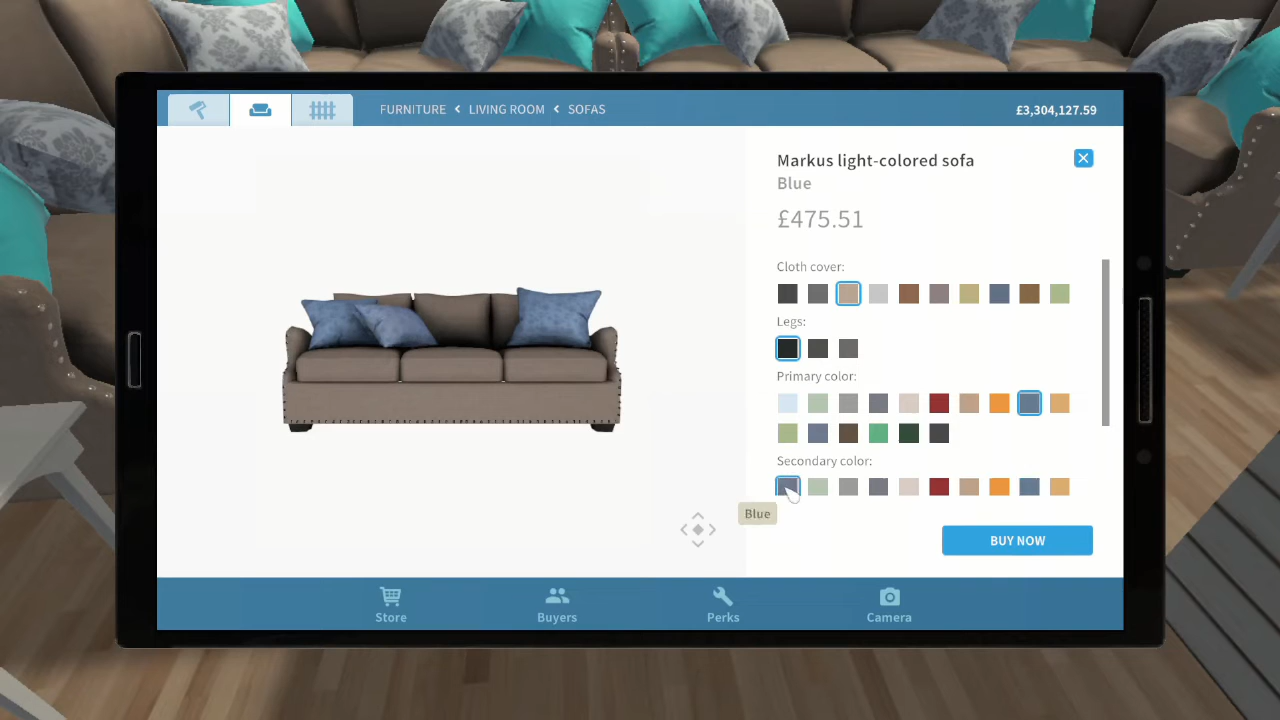 FURNITURE < LIVING ROOM < SOFAS
£3,304,127.59
Markus light-colored sofa
Blue
£475.51
Cloth cover:
Legs:
Primary color:
Secondary color:
Blue
BUY NOW
Store
Buyers
Perks
Camera